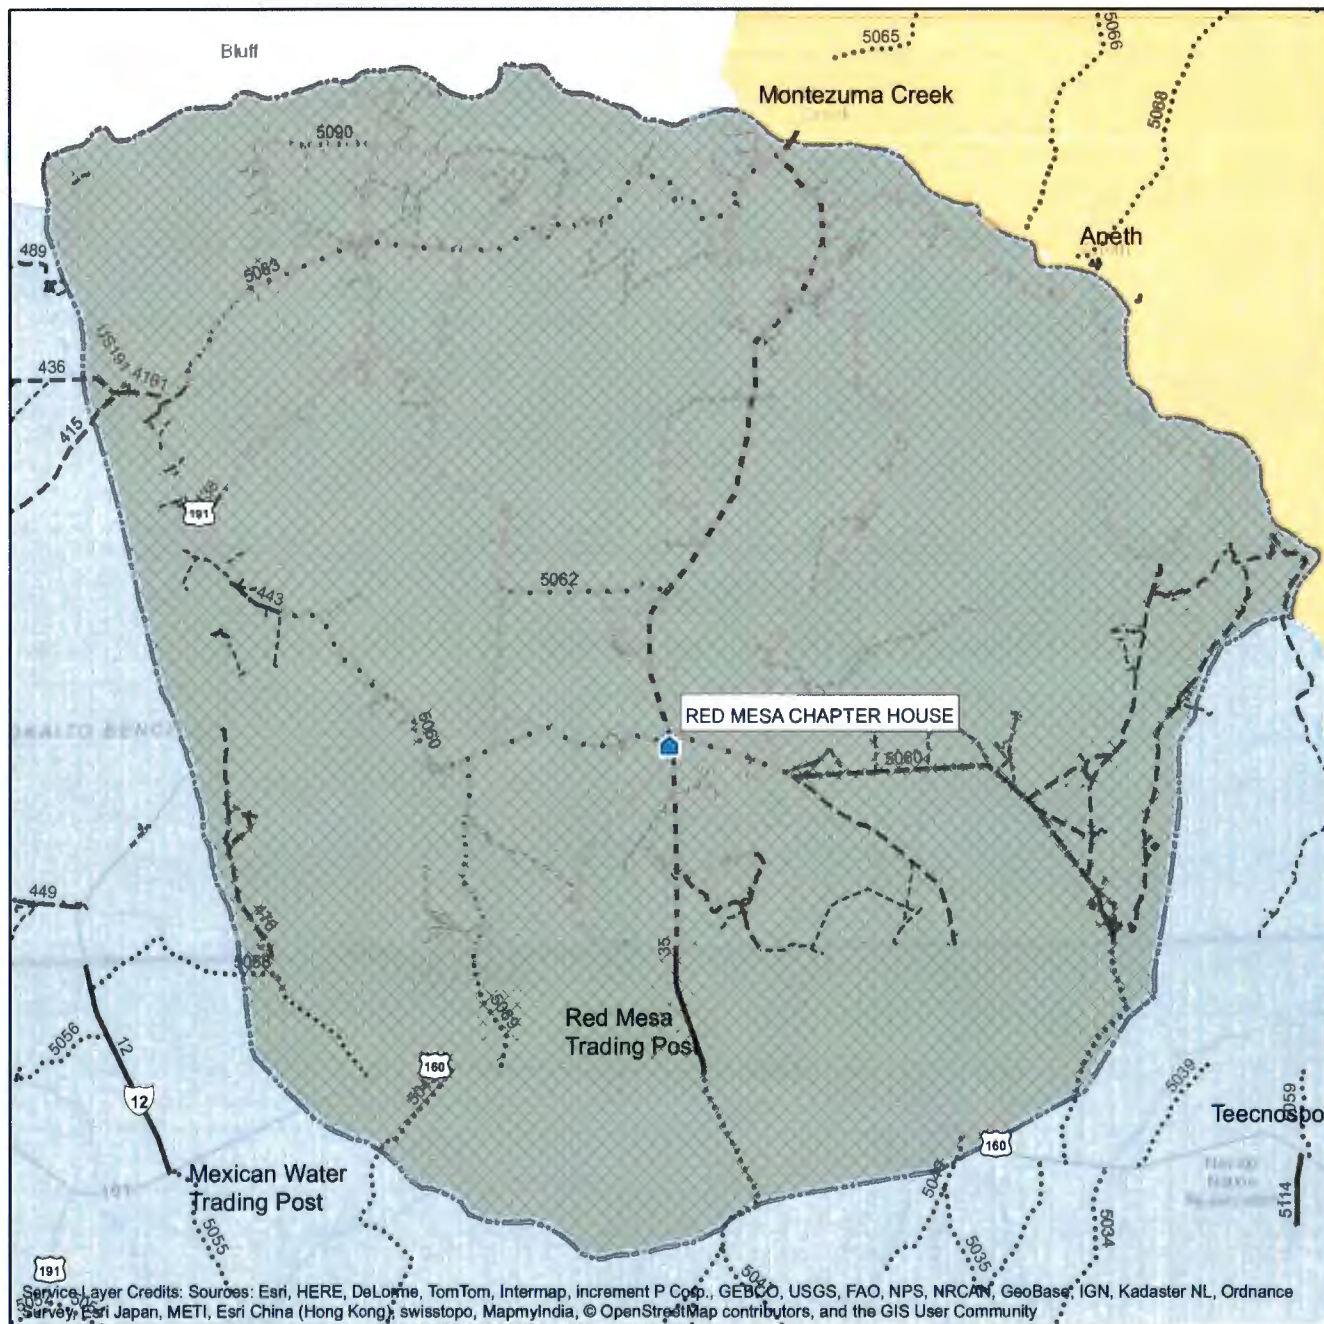 Bluff
5065
5066
Montezuma Creek
5068
5090
Aneth
489
5063
US191
4181
436
415
191
5062
443
RED MESA CHAPTER HOUSE
5060
5060
476
449
5058
35
5069
Red Mesa
Trading Post
5056
12
12
160
5039
5059
Teecnospo
160
Mexican Water
Trading Post
191
5114
5055
5035
5034
191
Service Layer Credits: Sources: Esri, HERE, DeLorme, TomTom, Intermap, increment P Corp., GEBCO, USGS, FAO, NPS, NRCAN, GeoBase, IGN, Kadaster NL, Ordnance
Survey, Esri Japan, METI, Esri China (Hong Kong), swisstopo, MapmyIndia, © OpenStreetMap contributors, and the GIS User Community